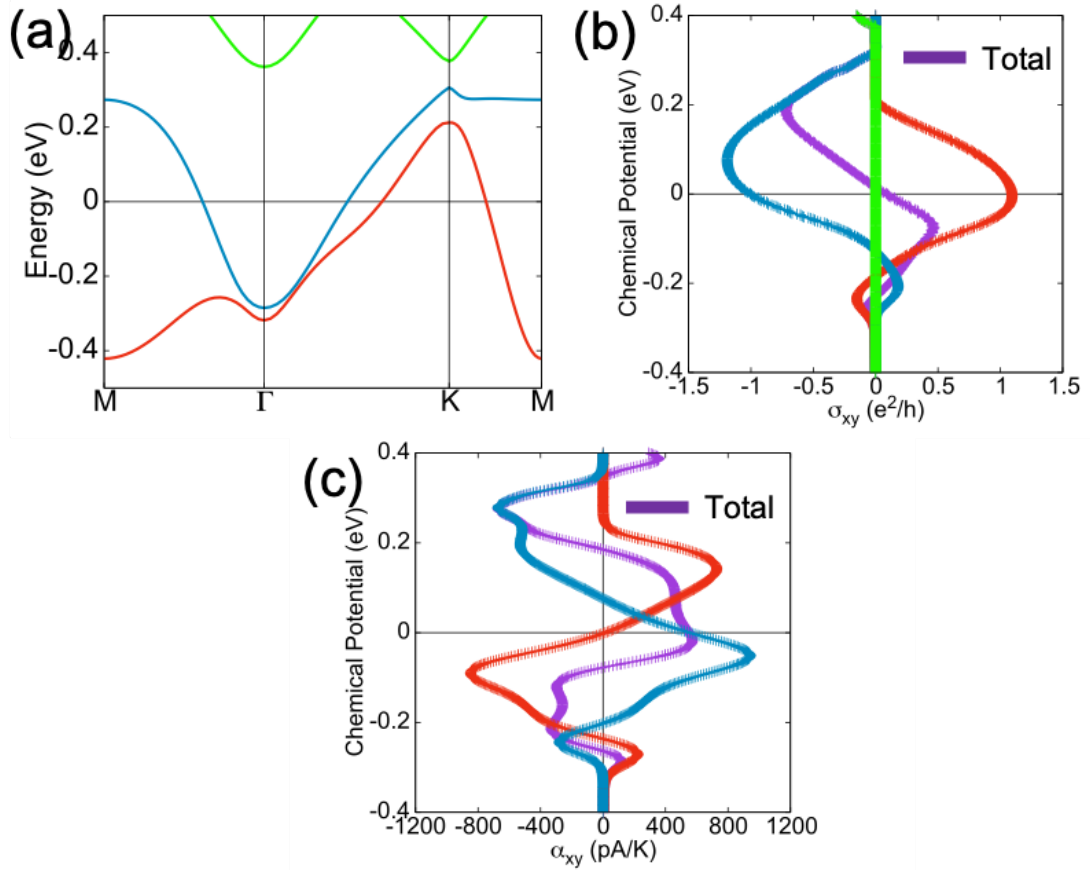 (a)
Energy (eV)
0.4
0.2
0
-0.2
-0.4
M
Γ
K
M
(b)
Chemical Potential (eV)
0.4
0.2
0
-0.2
-0.4
Total
-1.5 -1 -0.5 0 0.5 1 1.5
σxy (e²/h)
(c)
Chemical Potential (eV)
0.4
0.2
0
-0.2
-0.4
Total
-1200 -800 -400 0 400 800 1200
αxy (pA/K)